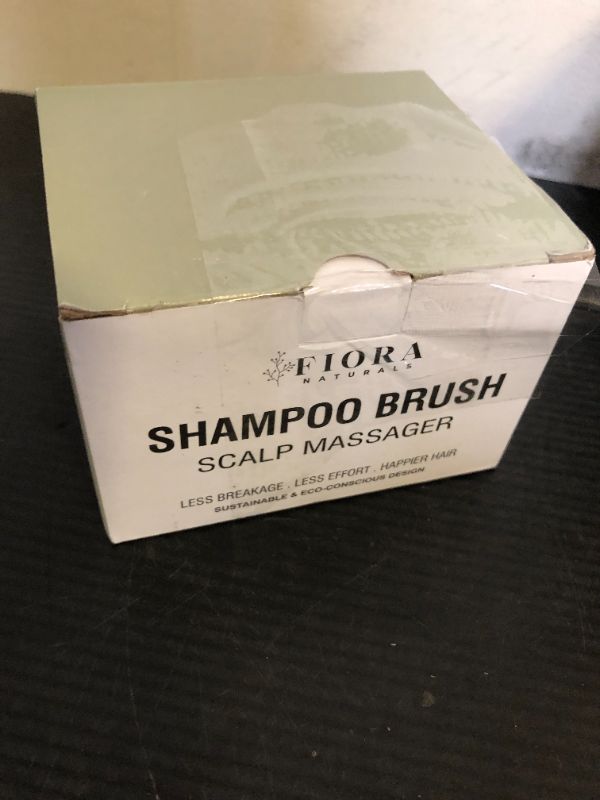 FIORA
NATURALS
SHAMPOO BRUSH
SCALP MASSAGER
LESS BREAKAGE . LESS EFFORT . HAPPIER HAIR
SUSTAINABLE & ECO-CONSCIOUS DESIGN